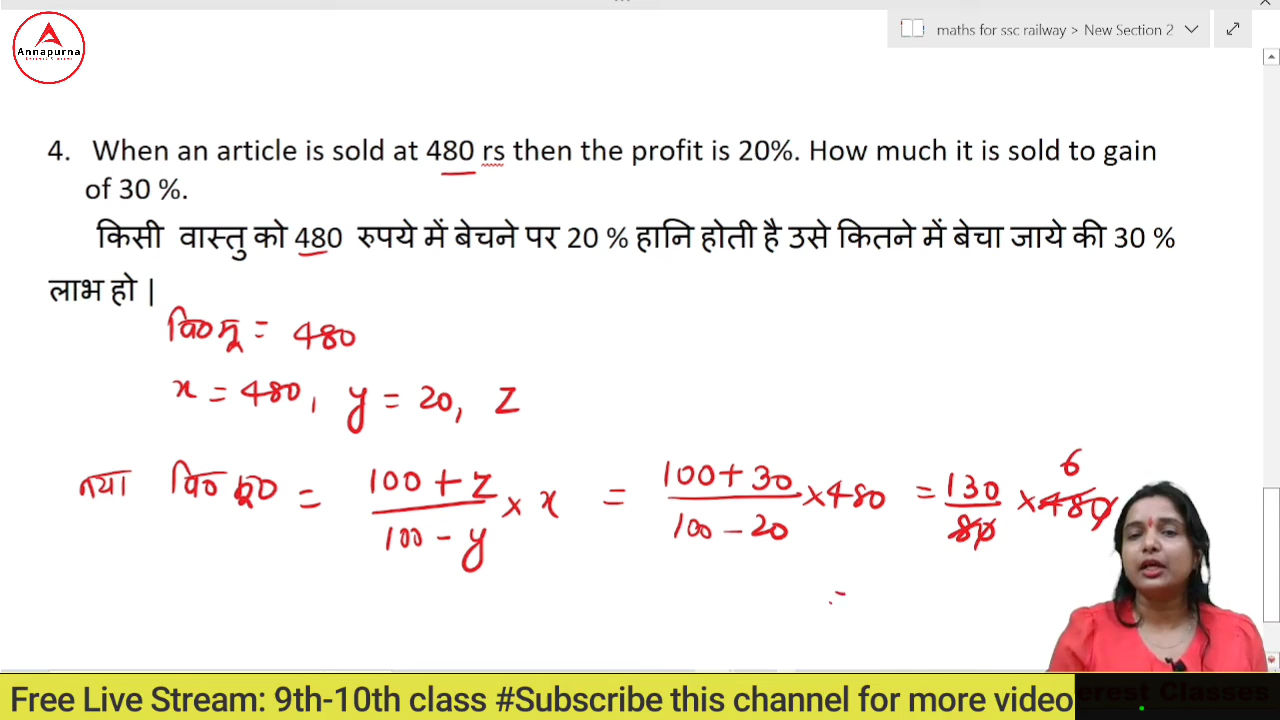 Annapurna
maths for ssc railway > New Section 2
4. When an article is sold at 480 rs then the profit is 20%. How much it is sold to gain
of 30 %.
किसी वास्तु को 480 रुपये में बेचने पर 20 % हानि होती है उसे कितने में बेचा जाये की 30 %
लाभ हो |
वि0मू = 480
x = 480, y = 20, z
नया वि0 मू0 = 100 + z / 100 - y × x = 100 + 30 / 100 - 20 × 480 = 130 / 80 × 480 6
=
Free Live Stream: 9th-10th class #Subscribe this channel for more video